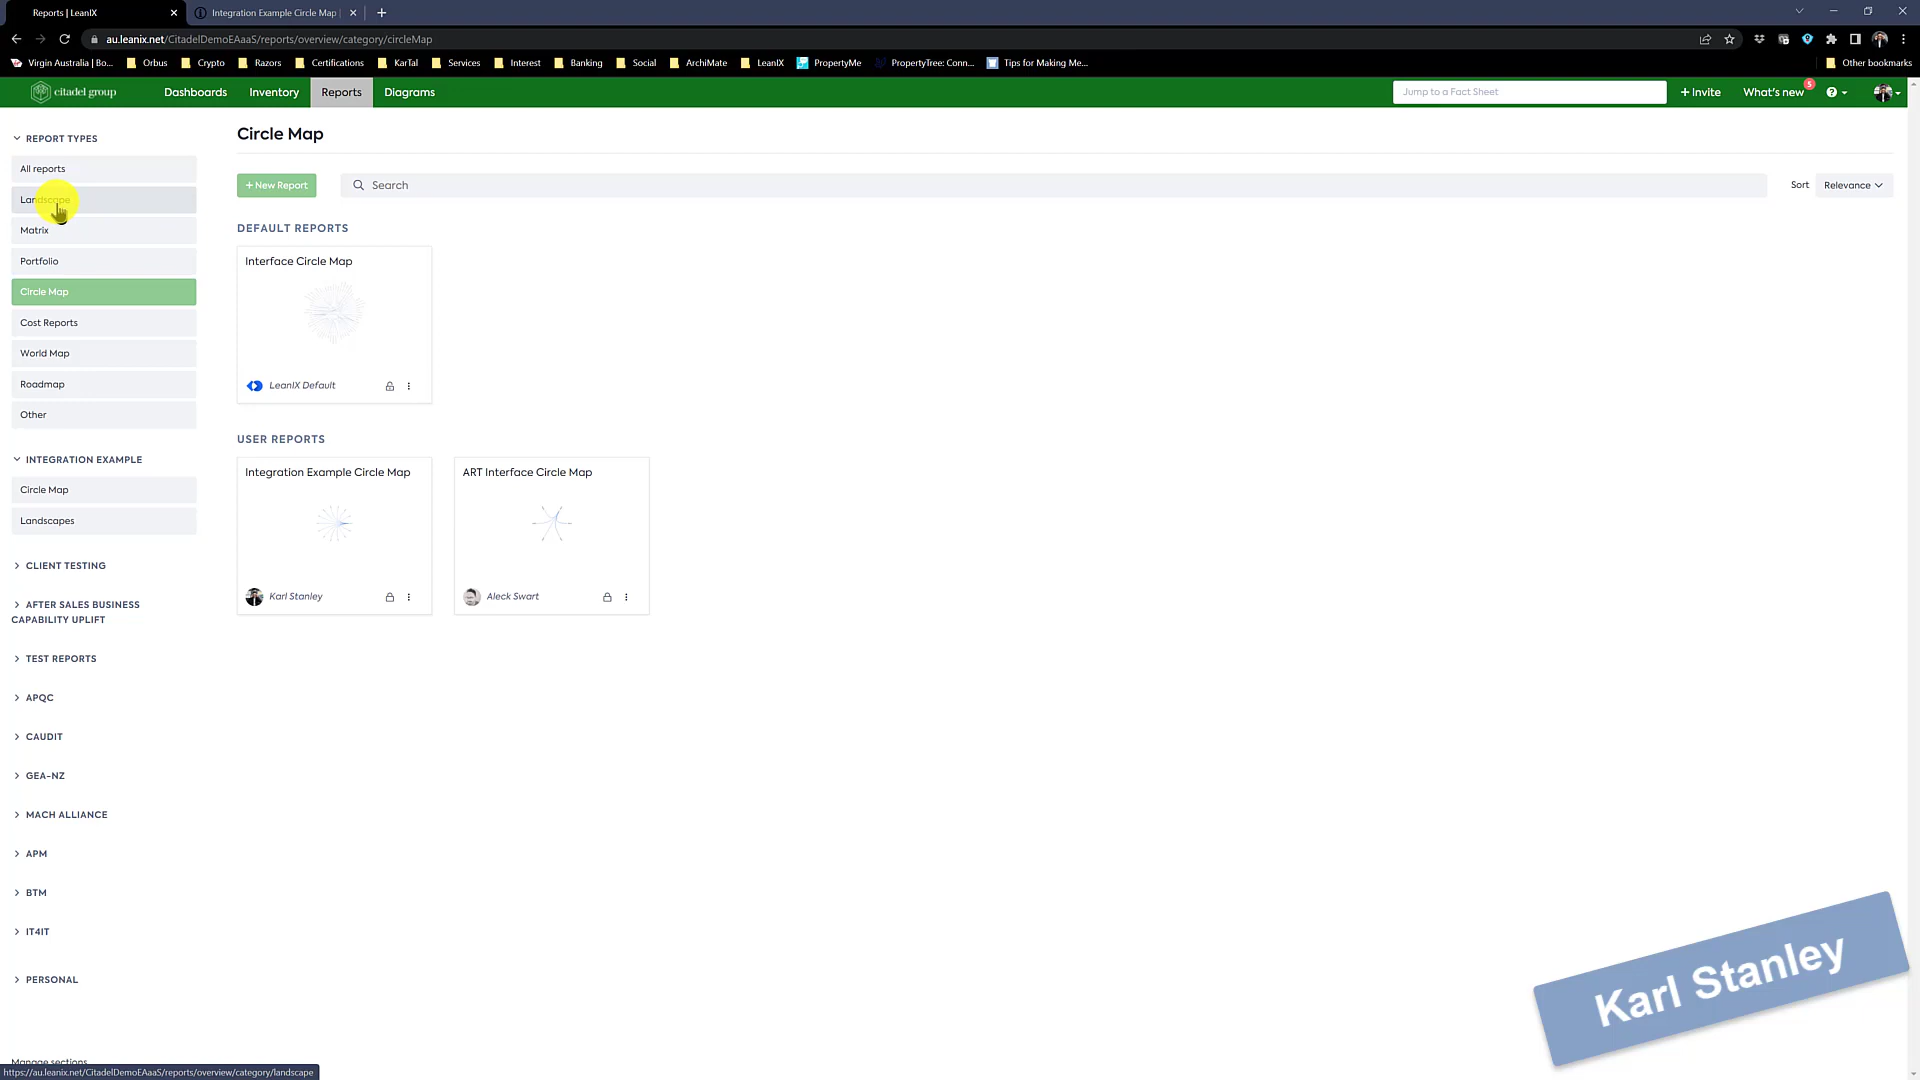 Reports | LeanIX
Integration Example Circle Map |
au.leanix.net/CitadelDemoEAaaS/reports/overview/category/circleMap
Virgin Australia | Bo...
Orbus
Crypto
Razors
Certifications
KarTal
Services
Interest
Banking
Social
ArchiMate
LeanIX
PropertyMe
PropertyTree: Conn...
Tips for Making Me...
Other bookmarks
citadel group
Dashboards
Inventory
Reports
Diagrams
Jump to a Fact Sheet
+ Invite
What's new
5
REPORT TYPES
All reports
Landscape
Matrix
Portfolio
Circle Map
Cost Reports
World Map
Roadmap
Other
INTEGRATION EXAMPLE
Circle Map
Landscapes
CLIENT TESTING
AFTER SALES BUSINESS
CAPABILITY UPLIFT
TEST REPORTS
APQC
CAUDIT
GEA-NZ
MACH ALLIANCE
APM
BTM
IT4IT
PERSONAL
Manage sections
https://au.leanix.net/CitadelDemoEAaaS/reports/overview/category/landscape
Circle Map
+ New Report
Search
Sort
Relevance
DEFAULT REPORTS
Interface Circle Map
LeanIX Default
USER REPORTS
Integration Example Circle Map
Karl Stanley
ART Interface Circle Map
Aleck Swart
Karl Stanley